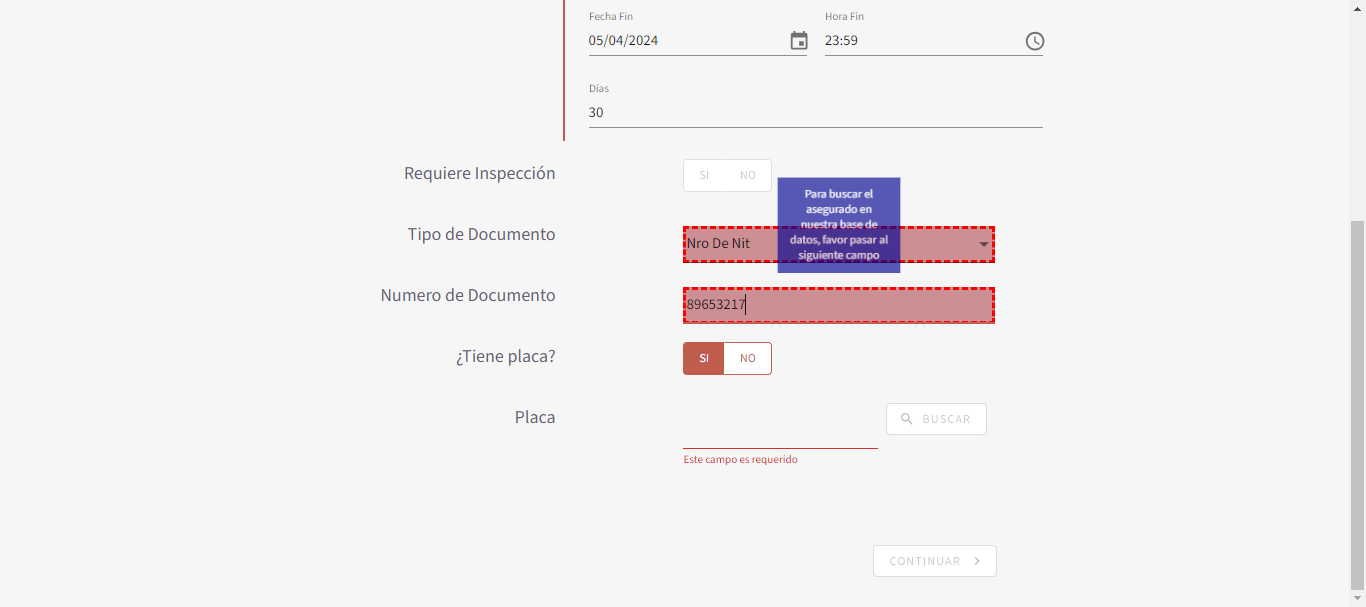 Fecha Fin
Hora Fin
05/04/2024
23:59
Días
30
Requiere Inspección
SI NO
Para buscar el
asegurado en
nuestra base de
datos, favor pasar al
siguiente campo
Tipo de Documento
Nro De Nit
Numero de Documento
89653217
¿Tiene placa?
SI NO
Placa
BUSCAR
Este campo es requerido
CONTINUAR